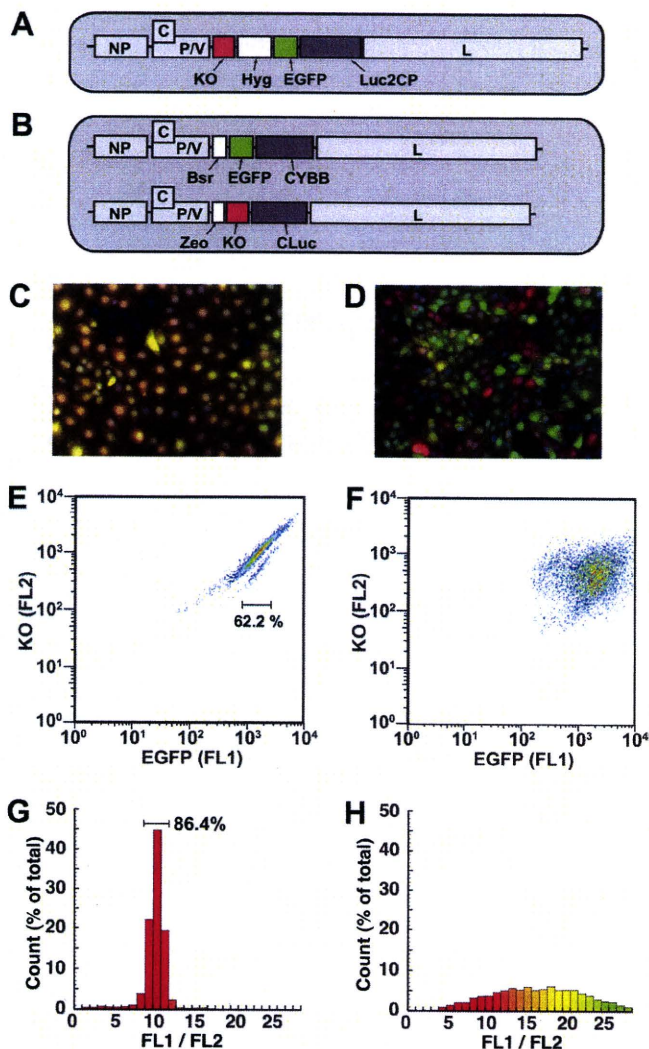 A
NP C P/V L
KO Hyg EGFP Luc2CP
B
NP C P/V L
Bsr EGFP CYBB
NP C P/V L
Zeo KO CLuc
C
D
E
10⁴
10³
10²
10¹
10⁰
KO (FL2)
62.2 %
10⁰ 10¹ 10² 10³ 10⁴
EGFP (FL1)
F
10⁴
10³
10²
10¹
10⁰
KO (FL2)
10⁰ 10¹ 10² 10³ 10⁴
EGFP (FL1)
G
50
40
30
20
10
0
Count (% of total)
86.4%
0 5 10 15 20 25
FL1 / FL2
H
50
40
30
20
10
0
Count (% of total)
0 5 10 15 20 25
FL1 / FL2